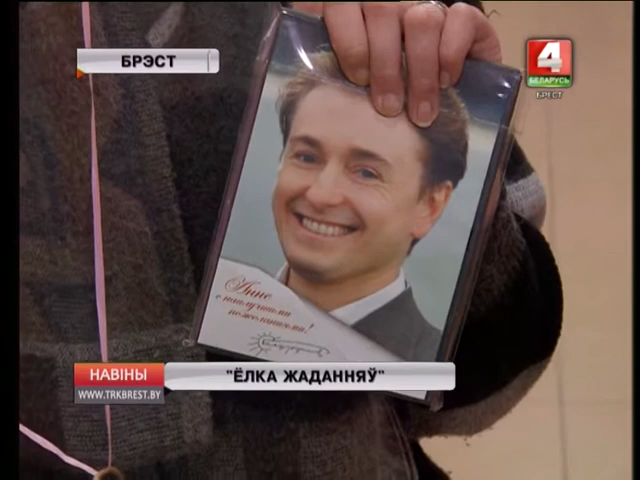 БРЭСТ
4
БЕЛАРУСЬ
БРЕСТ
Анне
с наилучшими
пожеланиями!
НАВІНЫ
"ЁЛКА ЖАДАННЯЎ"
WWW.TRKBREST.BY